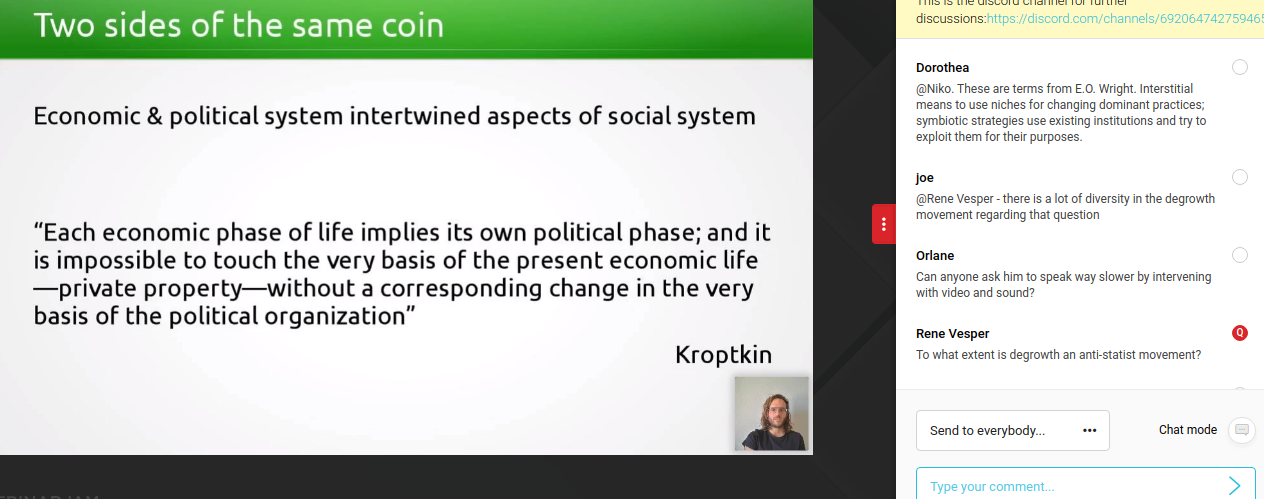 Two sides of the same coin
Economic & political system intertwined aspects of social system
“Each economic phase of life implies its own political phase; and it
is impossible to touch the very basis of the present economic life
—private property—without a corresponding change in the very
basis of the political organization”
Kroptkin
This is the discord channel for further
discussions:https://discord.com/channels/69206474275946
Dorothea
@Niko. These are terms from E.O. Wright. Interstitial
means to use niches for changing dominant practices;
symbiotic strategies use existing institutions and try to
exploit them for their purposes.
joe
@Rene Vesper - there is a lot of diversity in the degrowth
movement regarding that question
Orlane
Can anyone ask him to speak way slower by intervening
with video and sound?
Rene Vesper
Q
To what extent is degrowth an anti-statist movement?
Send to everybody...
Chat mode
Type your comment...